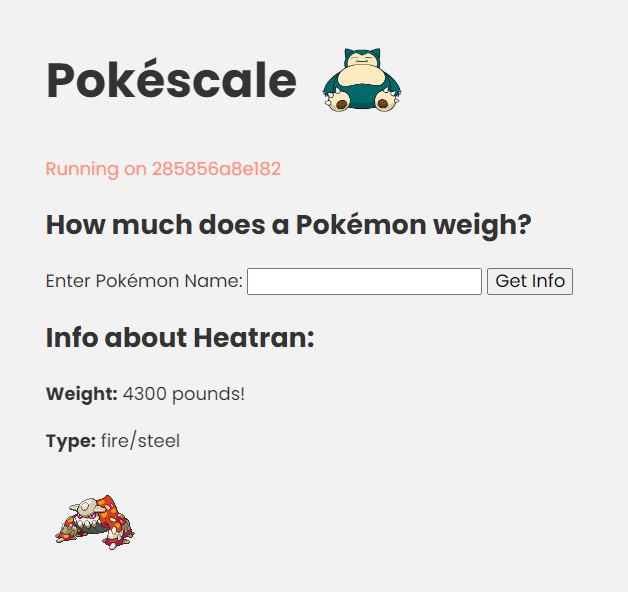 Pokéscale
Running on 285856a8e182
How much does a Pokémon weigh?
Enter Pokémon Name: Get Info
Info about Heatran:
Weight: 4300 pounds!
Type: fire/steel